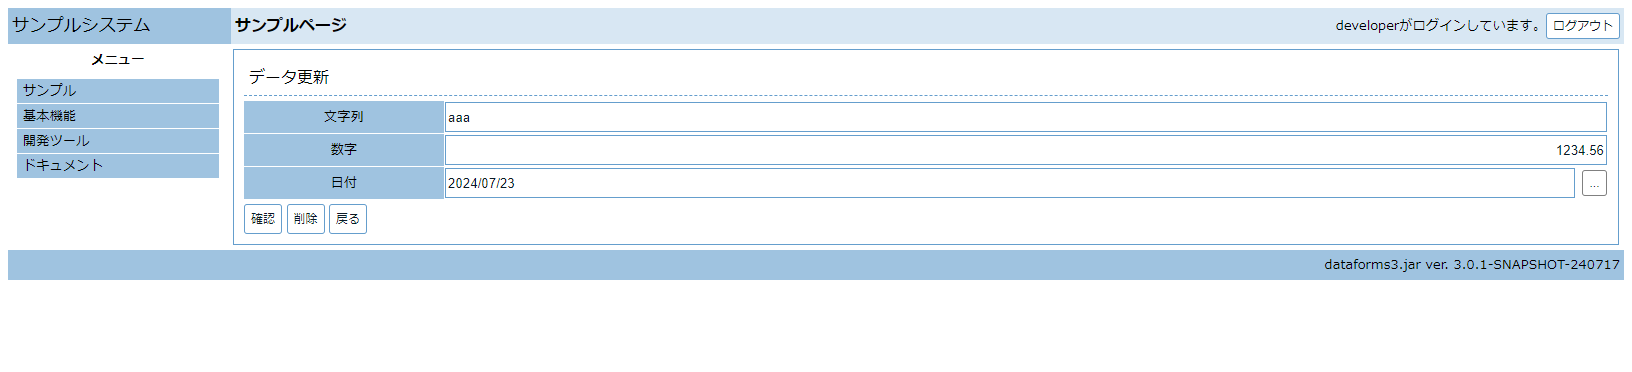 サンプルシステム
サンプルページ
developerがログインしています。 ログアウト
メニュー
サンプル
基本機能
開発ツール
ドキュメント
データ更新
文字列 aaa
数字 1234.56
日付 2024/07/23 ...
確認 削除 戻る
dataforms3.jar ver. 3.0.1-SNAPSHOT-240717